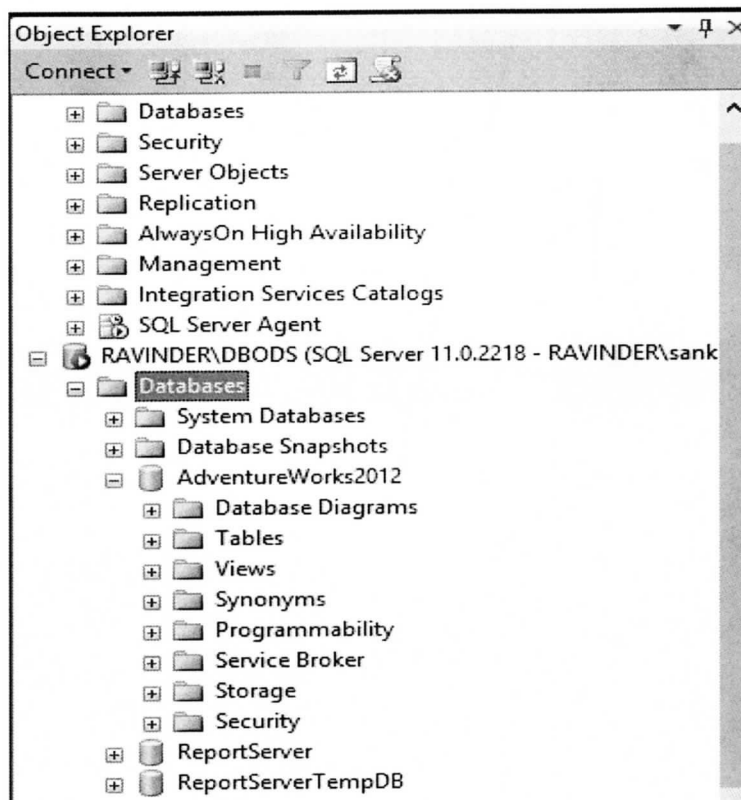 Object Explorer
Connect
Databases
Security
Server Objects
Replication
AlwaysOn High Availability
Management
Integration Services Catalogs
SQL Server Agent
RAVINDER\DBODS (SQL Server 11.0.2218 - RAVINDER\sank
Databases
System Databases
Database Snapshots
AdventureWorks2012
Database Diagrams
Tables
Views
Synonyms
Programmability
Service Broker
Storage
Security
ReportServer
ReportServerTempDB